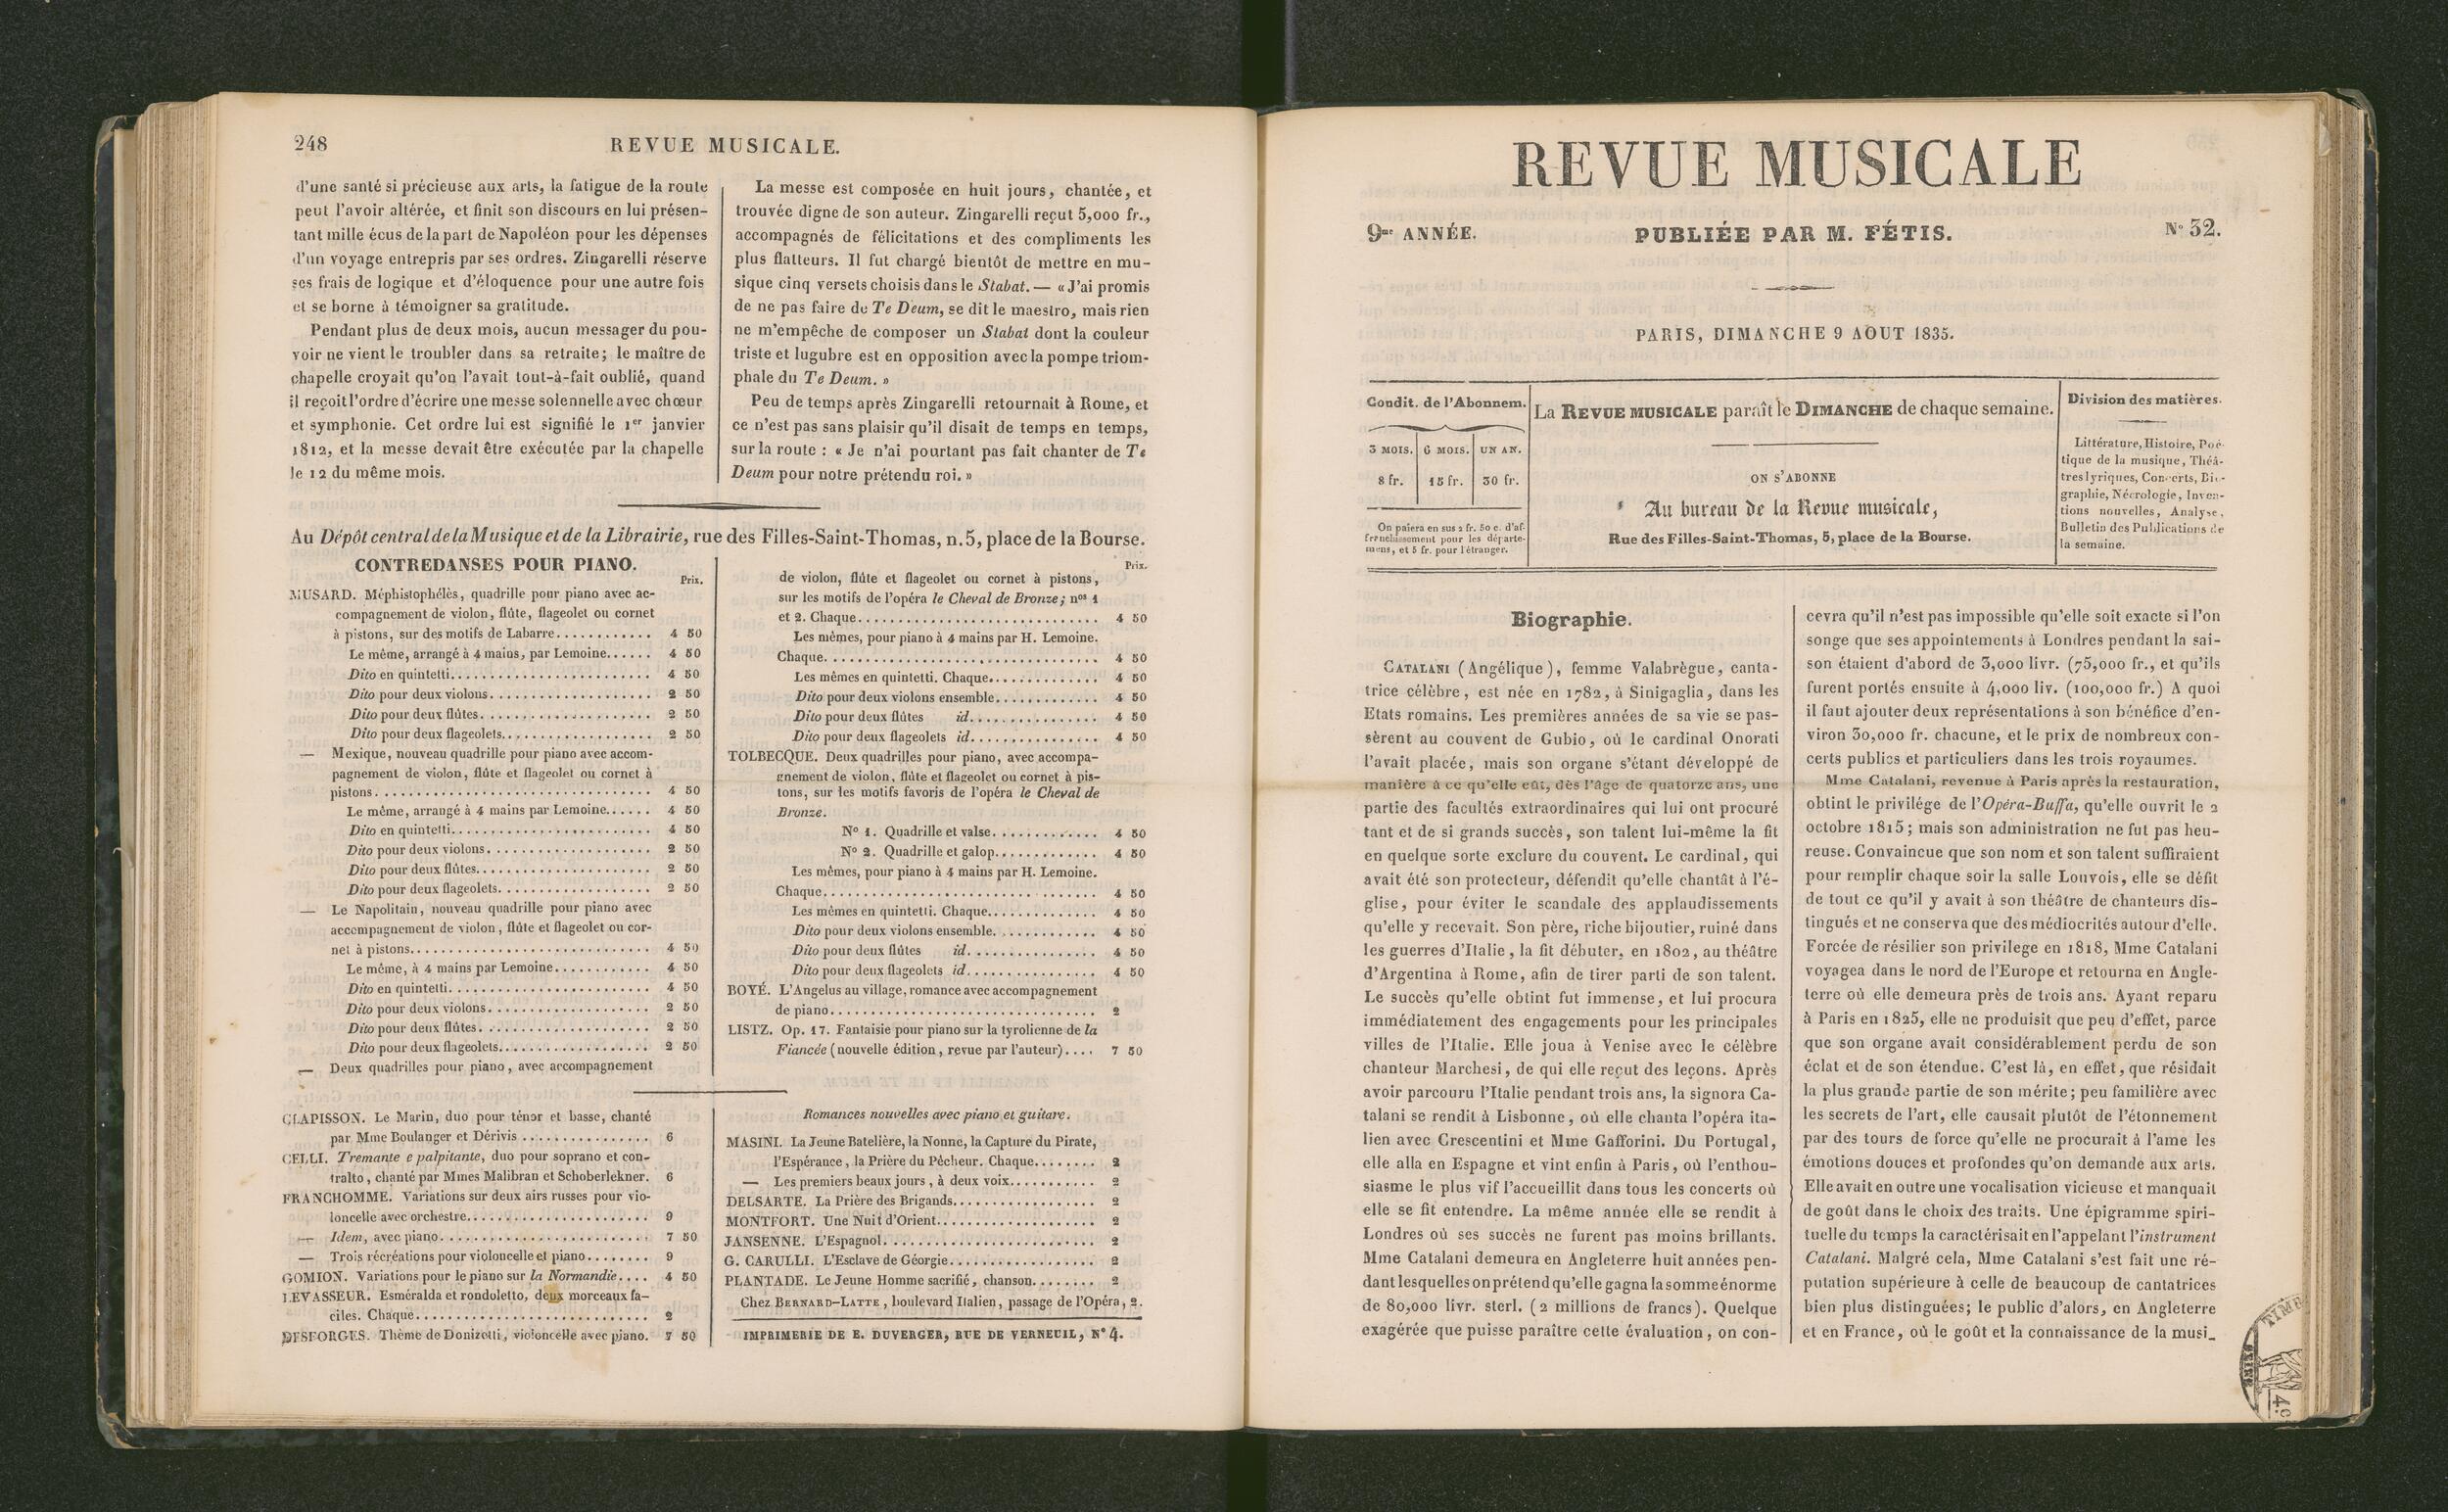 248
REVUE MUSICALE.
d'une santé si précieuse aux arts, la fatigue de la route
peut l'avoir altérée, et finit son discours en lui présen-
tant mille écus de la part de Napoléon pour les dépenses
d'un voyage entrepris par ses ordres. Zingarelli réserve
ses frais de logique et d'éloquence pour une autre fois
et se borne à témoigner sa gratitude.
Pendant plus de deux mois, aucun messager du pou-
voir ne vient le troubler dans sa retraite; le maître de
chapelle croyait qu'on l'avait tout-à-fait oublié, quand
il reçoit l'ordre d'écrire une messe solennelle avec chœur
et symphonie. Cet ordre lui est signifié le 1er janvier
1812, et la messe devait être exécutée par la chapelle
le 12 du même mois.
La messe est composée en huit jours, chantée, et
trouvée digne de son auteur. Zingarelli reçut 5,000 fr.,
accompagnés de félicitations et des compliments les
plus flatteurs. Il fut chargé bientôt de mettre en mu-
sique cinq versets choisis dans le Stabat. — « J'ai promis
de ne pas faire de Te Deum, se dit le maestro, mais rien
ne m'empêche de composer un Stabat dont la couleur
triste et lugubre est en opposition avec la pompe triom-
phale du Te Deum. »
Peu de temps après Zingarelli retournait à Rome, et
ce n'est pas sans plaisir qu'il disait de temps en temps,
sur la route : « Je n'ai pourtant pas fait chanter de Te
Deum pour notre prétendu roi. »
Au Dépôt central de la Musique et de la Librairie, rue des Filles-Saint-Thomas, n. 5, place de la Bourse.
CONTREDANSES POUR PIANO.
Prix.
MUSARD. Méphistophélès, quadrille pour piano avec ac-
compagnement de violon, flûte, flageolet ou cornet
à pistons, sur des motifs de Labarre............ 4 50
Le même, arrangé à 4 mains, par Lemoine...... 4 50
Dito en quintetti........................ 4 50
Dito pour deux violons.................... 2 50
Dito pour deux flûtes..................... 2 50
Dito pour deux flageolets.................. 2 50
— Mexique, nouveau quadrille pour piano avec accom-
pagnement de violon, flûte et flageolet ou cornet à
pistons................................. 4 50
Le même, arrangé à 4 mains par Lemoine...... 4 50
Dito en quintetti........................ 4 50
Dito pour deux violons.................... 2 50
Dito pour deux flûtes..................... 2 50
Dito pour deux flageolets.................. 2 50
— Le Napolitain, nouveau quadrille pour piano avec
accompagnement de violon, flûte et flageolet ou cor-
net à pistons............................ 4 50
Le même, à 4 mains par Lemoine............ 4 50
Dito en quintetti........................ 4 50
Dito pour deux violons.................... 2 50
Dito pour deux flûtes..................... 2 50
Dito pour deux flageolets.................. 2 50
— Deux quadrilles pour piano, avec accompagnement
Prix.
de violon, flûte et flageolet ou cornet à pistons,
sur les motifs de l'opéra le Cheval de Bronze; nos 1
et 2. Chaque............................ 4 50
Les mêmes, pour piano à 4 mains par H. Lemoine.
Chaque................................. 4 50
Les mêmes en quintetti. Chaque............. 4 50
Dito pour deux violons ensemble............ 4 50
Dito pour deux flûtes id................ 4 50
Dito pour deux flageolets id............... 4 50
TOLBECQUE. Deux quadrilles pour piano, avec accompa-
gnement de violon, flûte et flageolet ou cornet à pis-
tons, sur les motifs favoris de l'opéra le Cheval de
Bronze.
No 1. Quadrille et valse............. 4 50
No 2. Quadrille et galop............ 4 50
Les mêmes, pour piano à 4 mains par H. Lemoine.
Chaque................................. 4 50
Les mêmes en quintetti. Chaque............. 4 50
Dito pour deux violons ensemble............ 4 50
Dito pour deux flûtes id................ 4 50
Dito pour deux flageolets id............... 4 50
BOYÉ. L'Angelus au village, romance avec accompagnement
de piano................................ 2
LISTZ. Op. 17. Fantaisie pour piano sur la tyrolienne de la
Fiancée (nouvelle édition, revue par l'auteur).... 7 50
CLAPISSON. Le Marin, duo pour ténor et basse, chanté
par Mme Boulanger et Dérivis ............... 6
CELLI. Tremante e palpitante, duo pour soprano et con-
tralto, chanté par Mmes Malibran et Schoberlekner. 6
FRANCHOMME. Variations sur deux airs russes pour vio-
loncelle avec orchestre...................... 9
— Idem, avec piano......................... 7 50
— Trois récréations pour violoncelle et piano........ 9
GOMION. Variations pour le piano sur la Normandie.... 4 50
LEVASSEUR. Esméralda et rondoletto, deux morceaux fa-
ciles. Chaque............................ 2
DESFORGES. Thème de Donizetti, violoncelle avec piano. 7 50
Romances nouvelles avec piano et guitare.
MASINI. La Jeune Batelière, la Nonne, la Capture du Pirate,
l'Espérance, la Prière du Pêcheur. Chaque........ 2
— Les premiers beaux jours, à deux voix........... 2
DELSARTE. La Prière des Brigands................. 2
MONTFORT. Une Nuit d'Orient................... 2
JANSENNE. L'Espagnol.......................... 2
G. CARULLI. L'Esclave de Géorgie.................. 2
PLANTADE. Le Jeune Homme sacrifié, chanson........ 2
Chez BERNARD-LATTE, boulevard Italien, passage de l'Opéra, 2.
IMPRIMERIE DE E. DUVERGER, RUE DE VERNEUIL, N° 4.
REVUE MUSICALE
9me ANNÉE.
PUBLIÉE PAR M. FÉTIS.
No 32.
PARIS, DIMANCHE 9 AOUT 1835.
Condit. de l'Abonnem.
3 MOIS. 6 MOIS. UN AN.
8 fr. 15 fr. 30 fr.
On paiera en sus 2 fr. 50 c. d'af-
franchissement pour les départe-
mens, et 5 fr. pour l'étranger.
La REVUE MUSICALE paraît le DIMANCHE de chaque semaine.
ON S'ABONNE
Au bureau de la Revue musicale,
Rue des Filles-Saint-Thomas, 5, place de la Bourse.
Division des matières.
Littérature, Histoire, Poé-
tique de la musique, Théâ-
tres lyriques, Concerts, Bio-
graphie, Nécrologie, Inven-
tions nouvelles, Analyse,
Bulletin des Publications de
la semaine.
Biographie.
CATALANI (Angélique), femme Valabrègue, canta-
trice célèbre, est née en 1782, à Sinigaglia, dans les
Etats romains. Les premières années de sa vie se pas-
sèrent au couvent de Gubio, où le cardinal Onorati
l'avait placée, mais son organe s'étant développé de
manière à ce qu'elle eût, dès l'âge de quatorze ans, une
partie des facultés extraordinaires qui lui ont procuré
tant et de si grands succès, son talent lui-même la fit
en quelque sorte exclure du couvent. Le cardinal, qui
avait été son protecteur, défendit qu'elle chantât à l'é-
glise, pour éviter le scandale des applaudissements
qu'elle y recevait. Son père, riche bijoutier, ruiné dans
les guerres d'Italie, la fit débuter, en 1802, au théâtre
d'Argentina à Rome, afin de tirer parti de son talent.
Le succès qu'elle obtint fut immense, et lui procura
immédiatement des engagements pour les principales
villes de l'Italie. Elle joua à Venise avec le célèbre
chanteur Marchesi, de qui elle reçut des leçons. Après
avoir parcouru l'Italie pendant trois ans, la signora Ca-
talani se rendit à Lisbonne, où elle chanta l'opéra ita-
lien avec Crescentini et Mme Gafforini. Du Portugal,
elle alla en Espagne et vint enfin à Paris, où l'enthou-
siasme le plus vif l'accueillit dans tous les concerts où
elle se fit entendre. La même année elle se rendit à
Londres où ses succès ne furent pas moins brillants.
Mme Catalani demeura en Angleterre huit années pen-
dant lesquelles on prétend qu'elle gagna la somme énorme
de 80,000 livr. sterl. (2 millions de francs). Quelque
exagérée que puisse paraître cette évaluation, on con-
cevra qu'il n'est pas impossible qu'elle soit exacte si l'on
songe que ses appointements à Londres pendant la sai-
son étaient d'abord de 3,000 livr. (75,000 fr., et qu'ils
furent portés ensuite à 4,000 liv. (100,000 fr.) A quoi
il faut ajouter deux représentations à son bénéfice d'en-
viron 30,000 fr. chacune, et le prix de nombreux con-
certs publics et particuliers dans les trois royaumes.
Mme Catalani, revenue à Paris après la restauration,
obtint le privilége de l'Opéra-Buffa, qu'elle ouvrit le 2
octobre 1815; mais son administration ne fut pas heu-
reuse. Convaincue que son nom et son talent suffiraient
pour remplir chaque soir la salle Louvois, elle se défit
de tout ce qu'il y avait à son théâtre de chanteurs dis-
tingués et ne conserva que des médiocrités autour d'elle.
Forcée de résilier son privilege en 1818, Mme Catalani
voyagea dans le nord de l'Europe et retourna en Angle-
terre où elle demeura près de trois ans. Ayant reparu
à Paris en 1825, elle ne produisit que peu d'effet, parce
que son organe avait considérablement perdu de son
éclat et de son étendue. C'est là, en effet, que résidait
la plus grande partie de son mérite; peu familière avec
les secrets de l'art, elle causait plutôt de l'étonnement
par des tours de force qu'elle ne procurait à l'ame les
émotions douces et profondes qu'on demande aux arts.
Elle avait en outre une vocalisation vicieuse et manquait
de goût dans le choix des traits. Une épigramme spiri-
tuelle du temps la caractérisait en l'appelant l'instrument
Catalani. Malgré cela, Mme Catalani s'est fait une ré-
putation supérieure à celle de beaucoup de cantatrices
bien plus distinguées; le public d'alors, en Angleterre
et en France, où le goût et la connaissance de la musi-
TIMB